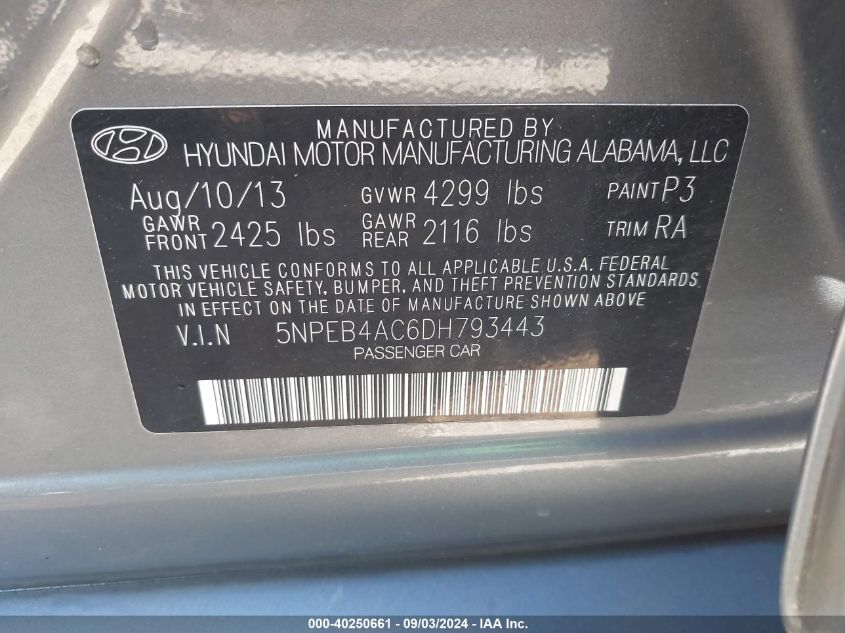 MANUFACTURED BY
HYUNDAI MOTOR MANUFACTURING ALABAMA, LLC
Aug/10/13 GVWR 4299 lbs PAINT P3
GAWR FRONT 2425 lbs GAWR REAR 2116 lbs TRIM RA
THIS VEHICLE CONFORMS TO ALL APPLICABLE U.S.A. FEDERAL
MOTOR VEHICLE SAFETY, BUMPER, AND THEFT PREVENTION STANDARDS
IN EFFECT ON THE DATE OF MANUFACTURE SHOWN ABOVE
V.I.N 5NPEB4AC6DH793443
PASSENGER CAR
000-40250661 - 09/03/2024 - IAAI.com.